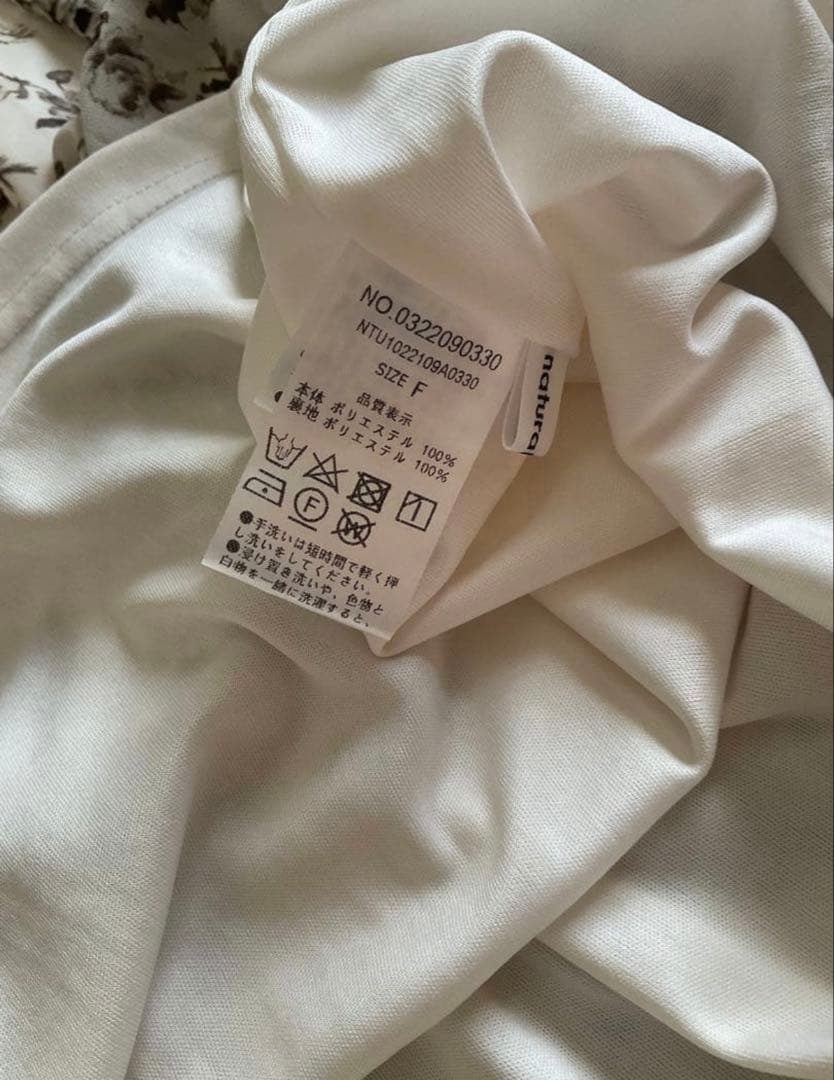 NO.0322090330
NTU1022109A0330
SIZE F
品質表示
本体 ポリエステル 100%
裏地 ポリエステル 100%
F
W
●手洗いは短時間で軽く押
し洗いをしてください。
●浸け置き洗いや、色物と
白物を一緒に洗濯すると、
natural